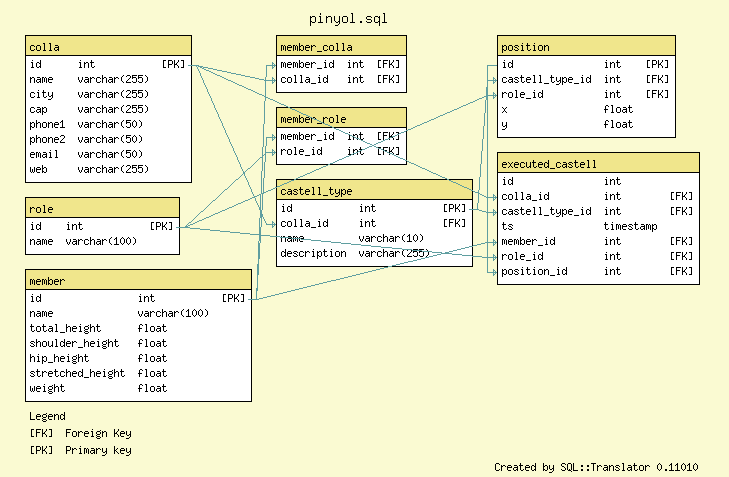 pinyol.sql
colla
id int [PK]
name varchar(255)
city varchar(255)
cap varchar(255)
phone1 varchar(50)
phone2 varchar(50)
email varchar(50)
web varchar(255)
role
id int [PK]
name varchar(100)
member
id int [PK]
name varchar(100)
total_height float
shoulder_height float
hip_height float
stretched_height float
weight float
member_colla
member_id int [FK]
colla_id int [FK]
member_role
member_id int [FK]
role_id int [FK]
castell_type
id int [PK]
colla_id int [FK]
name varchar(10)
description varchar(255)
position
id int [PK]
castell_type_id int [FK]
role_id int [FK]
x float
y float
executed_castell
id int
colla_id int [FK]
castell_type_id int [FK]
ts timestamp
member_id int [FK]
role_id int [FK]
position_id int [FK]
Legend
[FK] Foreign Key
[PK] Primary key
Created by SQL::Translator 0.11010